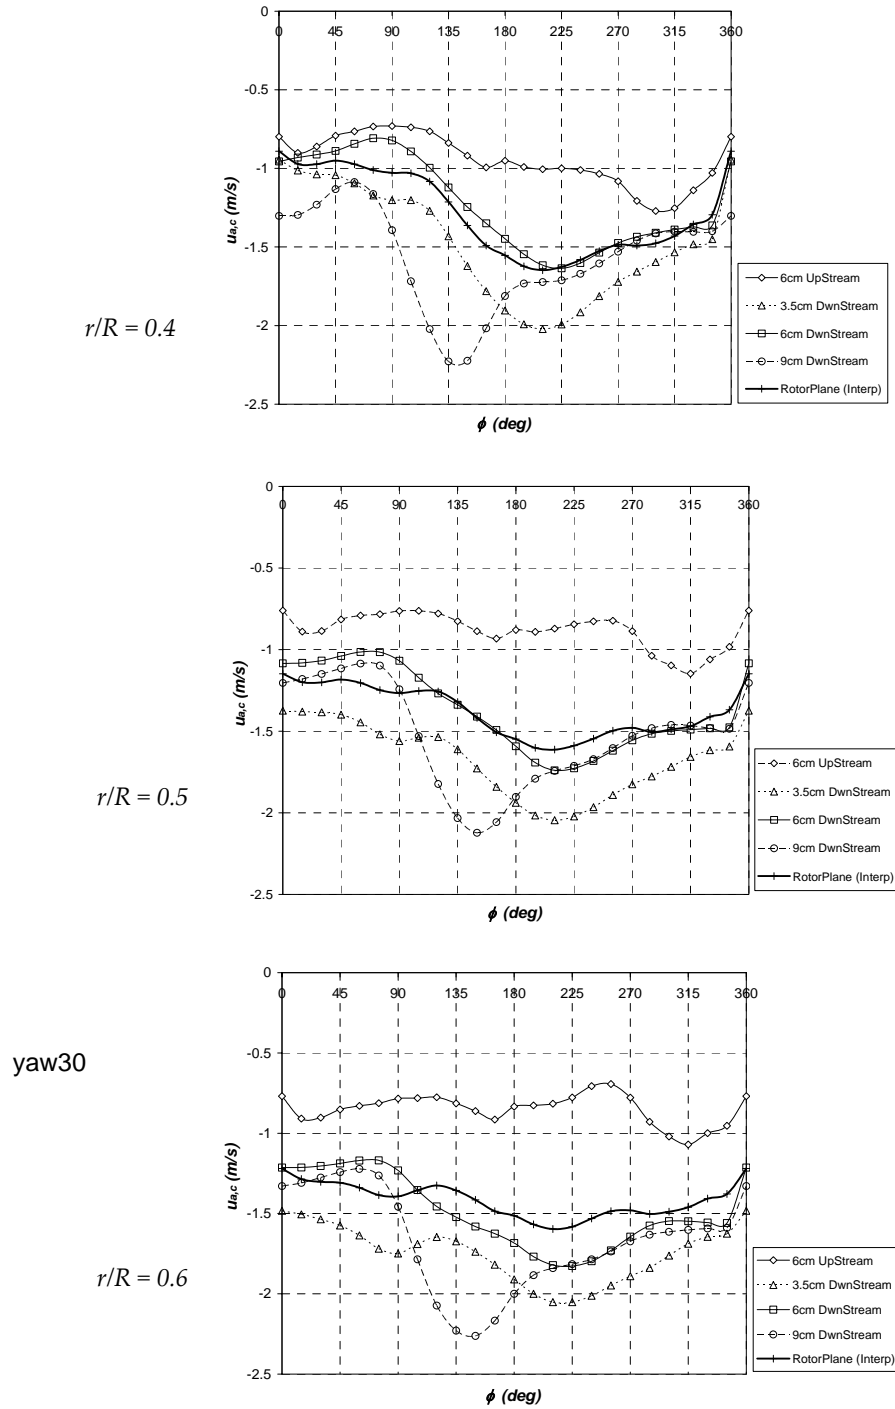 0
0 45 90 135 180 225 270 315 360
-0.5
-1
-1.5
-2
-2.5
ua,c (m/s)
ϕ (deg)
r/R = 0.4
6cm UpStream
3.5cm DwnStream
6cm DwnStream
9cm DwnStream
RotorPlane (Interp)
0
0 45 90 135 180 225 270 315 360
-0.5
-1
-1.5
-2
-2.5
ua,c (m/s)
ϕ (deg)
r/R = 0.5
6cm UpStream
3.5cm DwnStream
6cm DwnStream
9cm DwnStream
RotorPlane (Interp)
0
0 45 90 135 180 225 270 315 360
-0.5
-1
-1.5
-2
-2.5
ua,c (m/s)
ϕ (deg)
yaw30
r/R = 0.6
6cm UpStream
3.5cm DwnStream
6cm DwnStream
9cm DwnStream
RotorPlane (Interp)